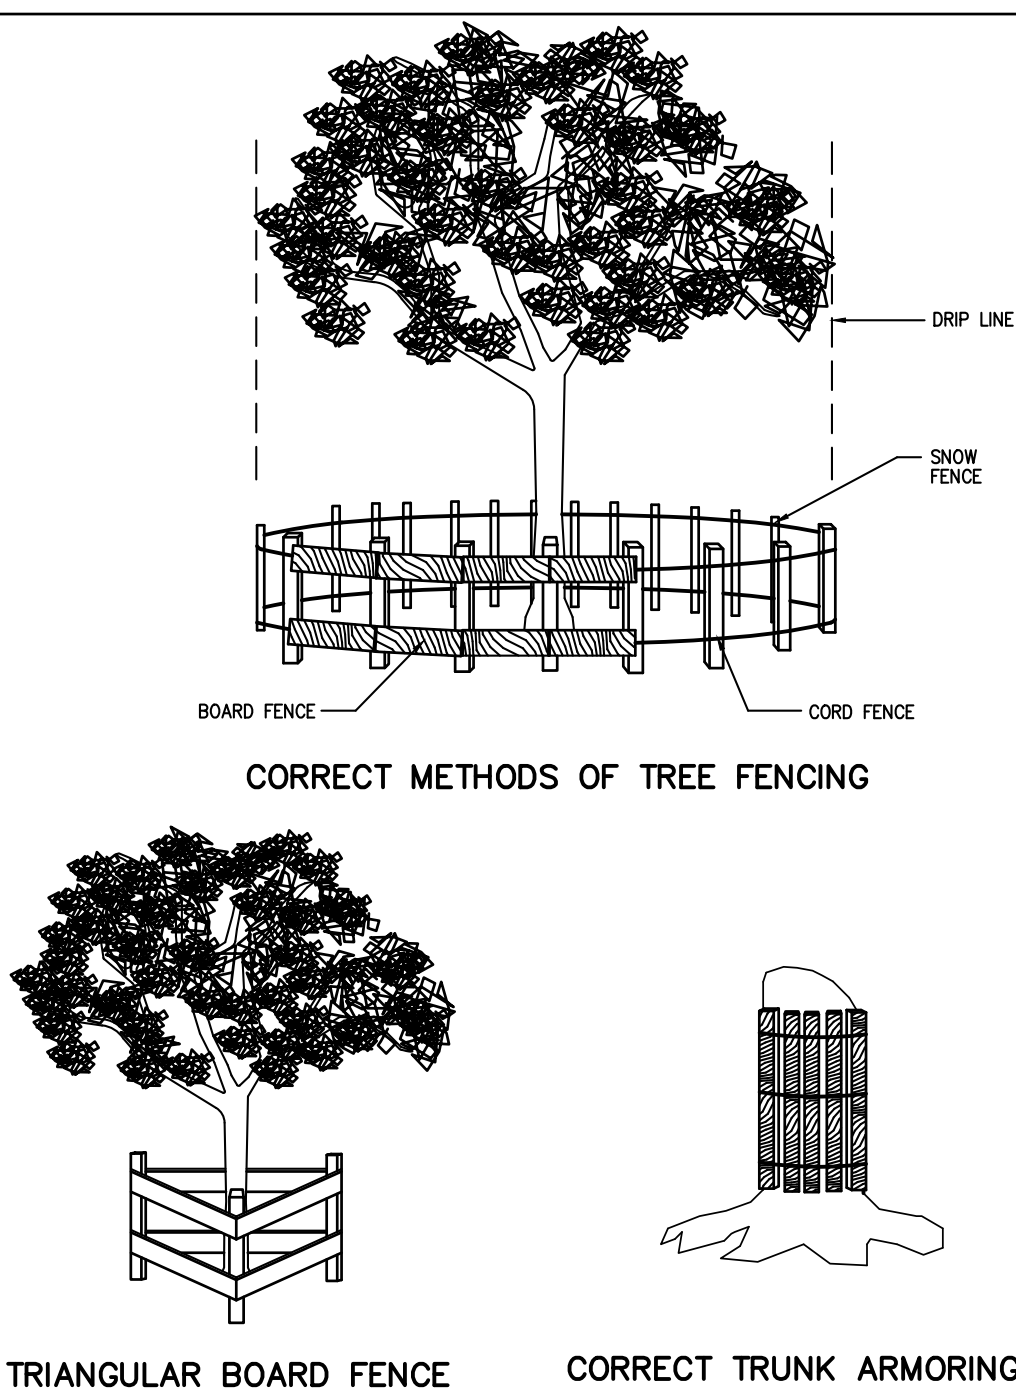 DRIP LINE
SNOW
FENCE
BOARD FENCE
CORD FENCE
CORRECT METHODS OF TREE FENCING
TRIANGULAR BOARD FENCE
CORRECT TRUNK ARMORING